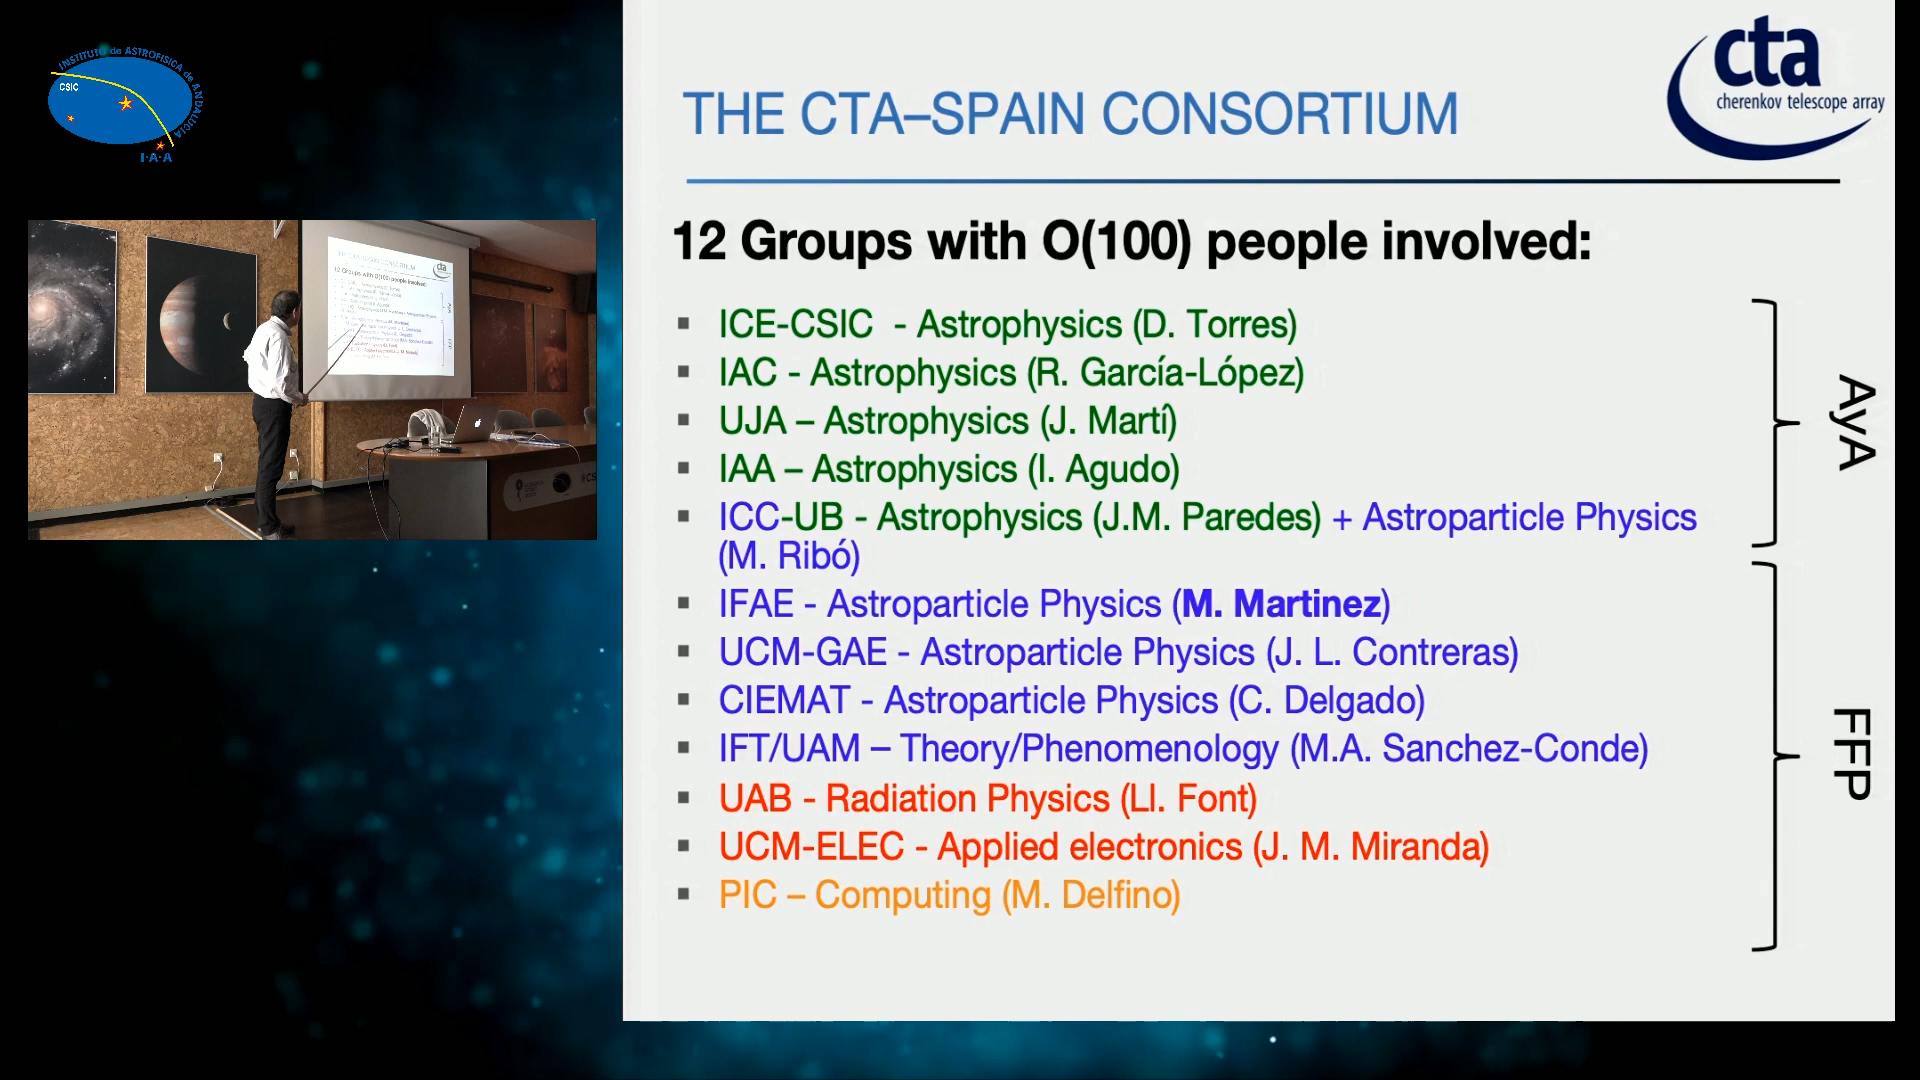 INSTITUTO de ASTROFISICA de ANDALUCIA
CSIC
I·A·A
cta
cherenkov telescope array
THE CTA–SPAIN CONSORTIUM
12 Groups with O(100) people involved:
ICE-CSIC - Astrophysics (D. Torres)
IAC - Astrophysics (R. García-López)
UJA – Astrophysics (J. Martí)
IAA – Astrophysics (I. Agudo)
ICC-UB - Astrophysics (J.M. Paredes) + Astroparticle Physics
(M. Ribó)
AyA
IFAE - Astroparticle Physics (M. Martinez)
UCM-GAE - Astroparticle Physics (J. L. Contreras)
CIEMAT - Astroparticle Physics (C. Delgado)
IFT/UAM – Theory/Phenomenology (M.A. Sanchez-Conde)
UAB - Radiation Physics (Ll. Font)
UCM-ELEC - Applied electronics (J. M. Miranda)
PIC – Computing (M. Delfino)
FFP